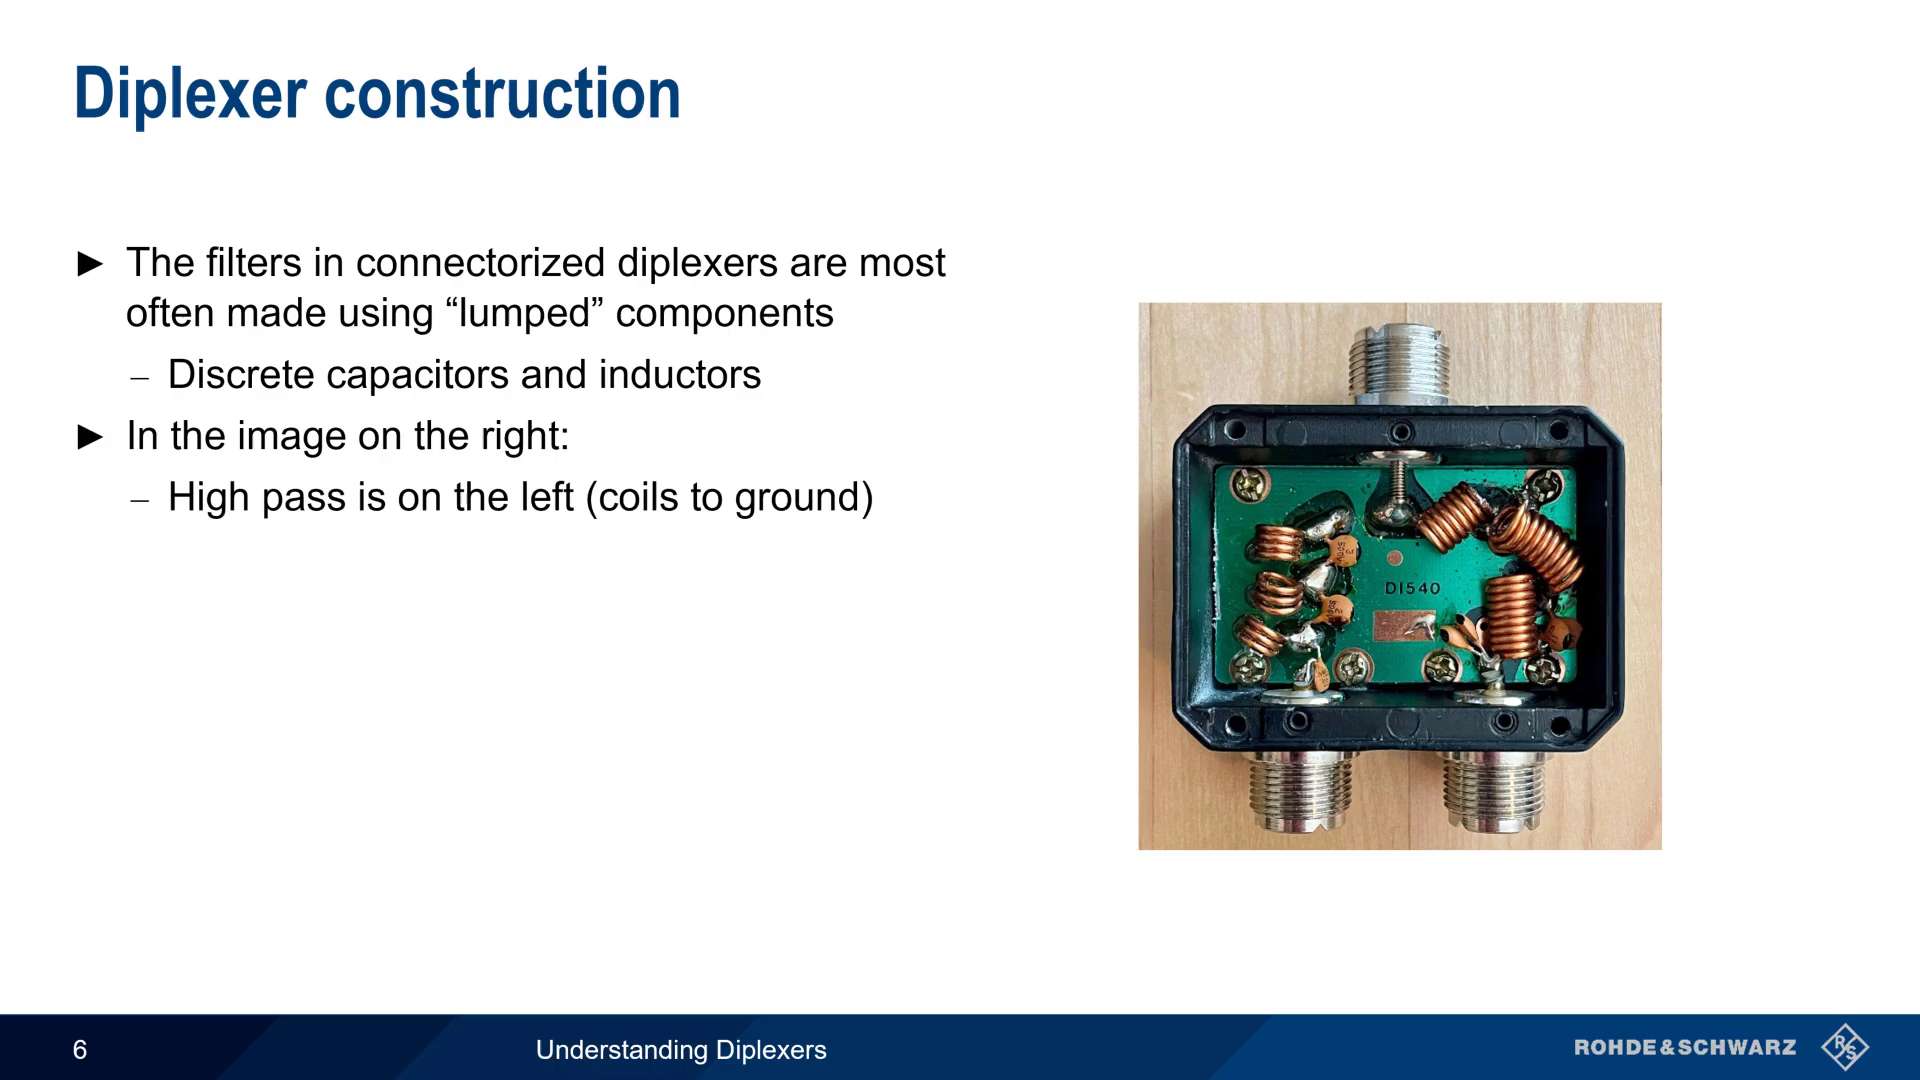 Diplexer construction
► The filters in connectorized diplexers are most
often made using “lumped” components
– Discrete capacitors and inductors
► In the image on the right:
– High pass is on the left (coils to ground)
DI540
6
Understanding Diplexers
ROHDE&SCHWARZ
R&S